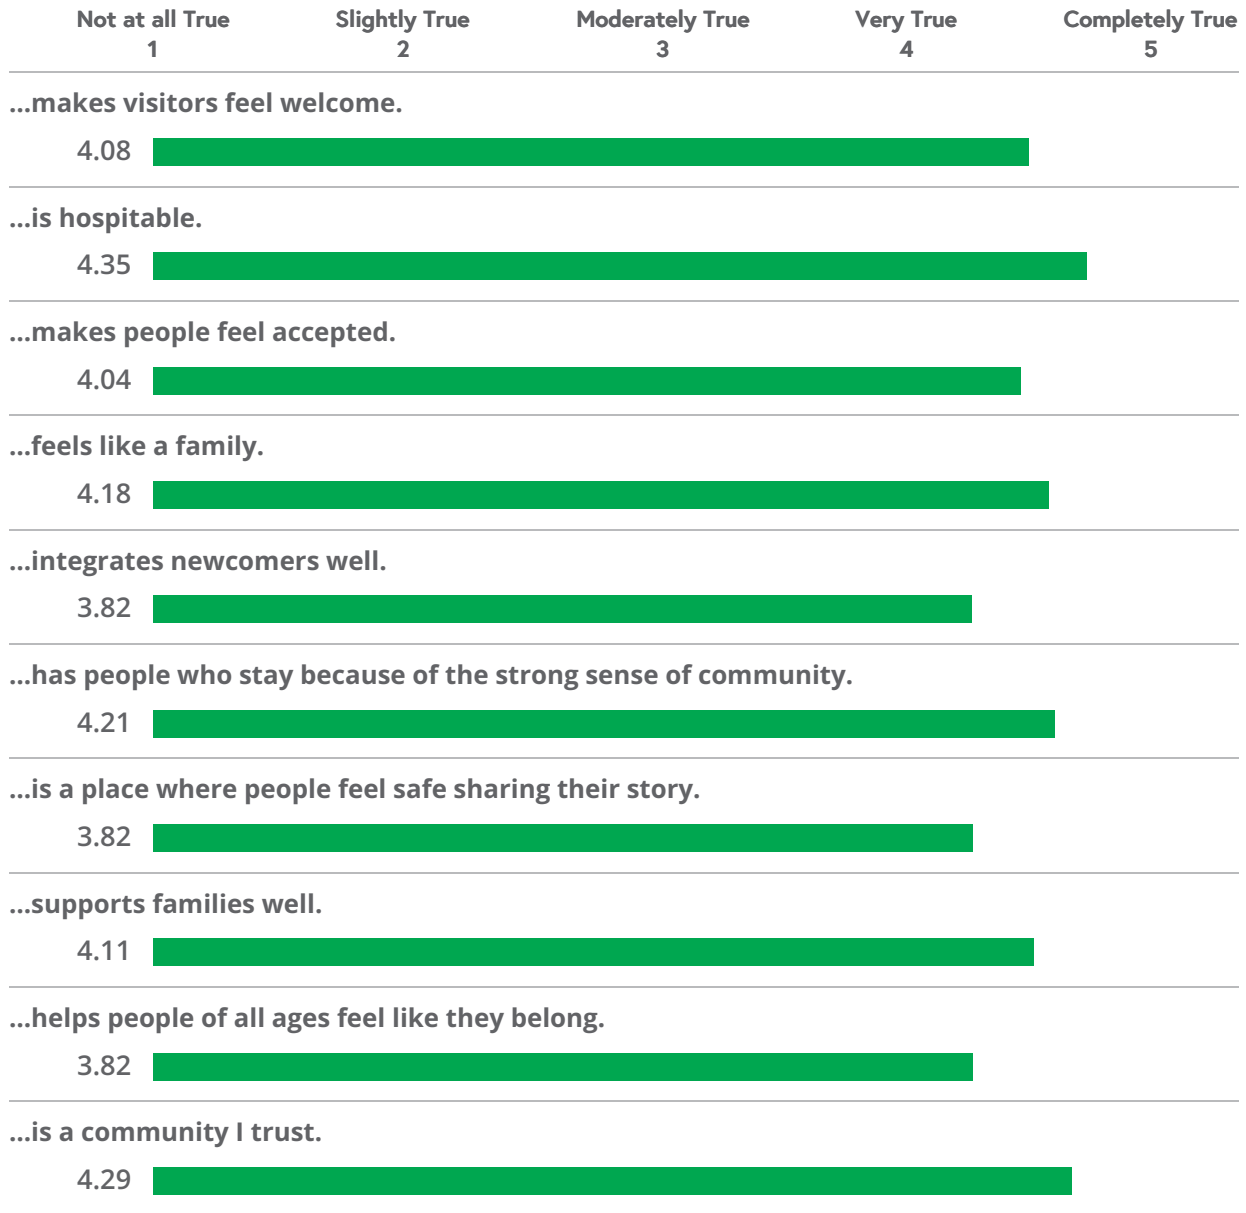 Not at all True Slightly True Moderately True Very True Completely True
1 2 3 4 5
...makes visitors feel welcome.
4.08
...is hospitable.
4.35
...makes people feel accepted.
4.04
...feels like a family.
4.18
...integrates newcomers well.
3.82
...has people who stay because of the strong sense of community.
4.21
...is a place where people feel safe sharing their story.
3.82
...supports families well.
4.11
...helps people of all ages feel like they belong.
3.82
...is a community I trust.
4.29